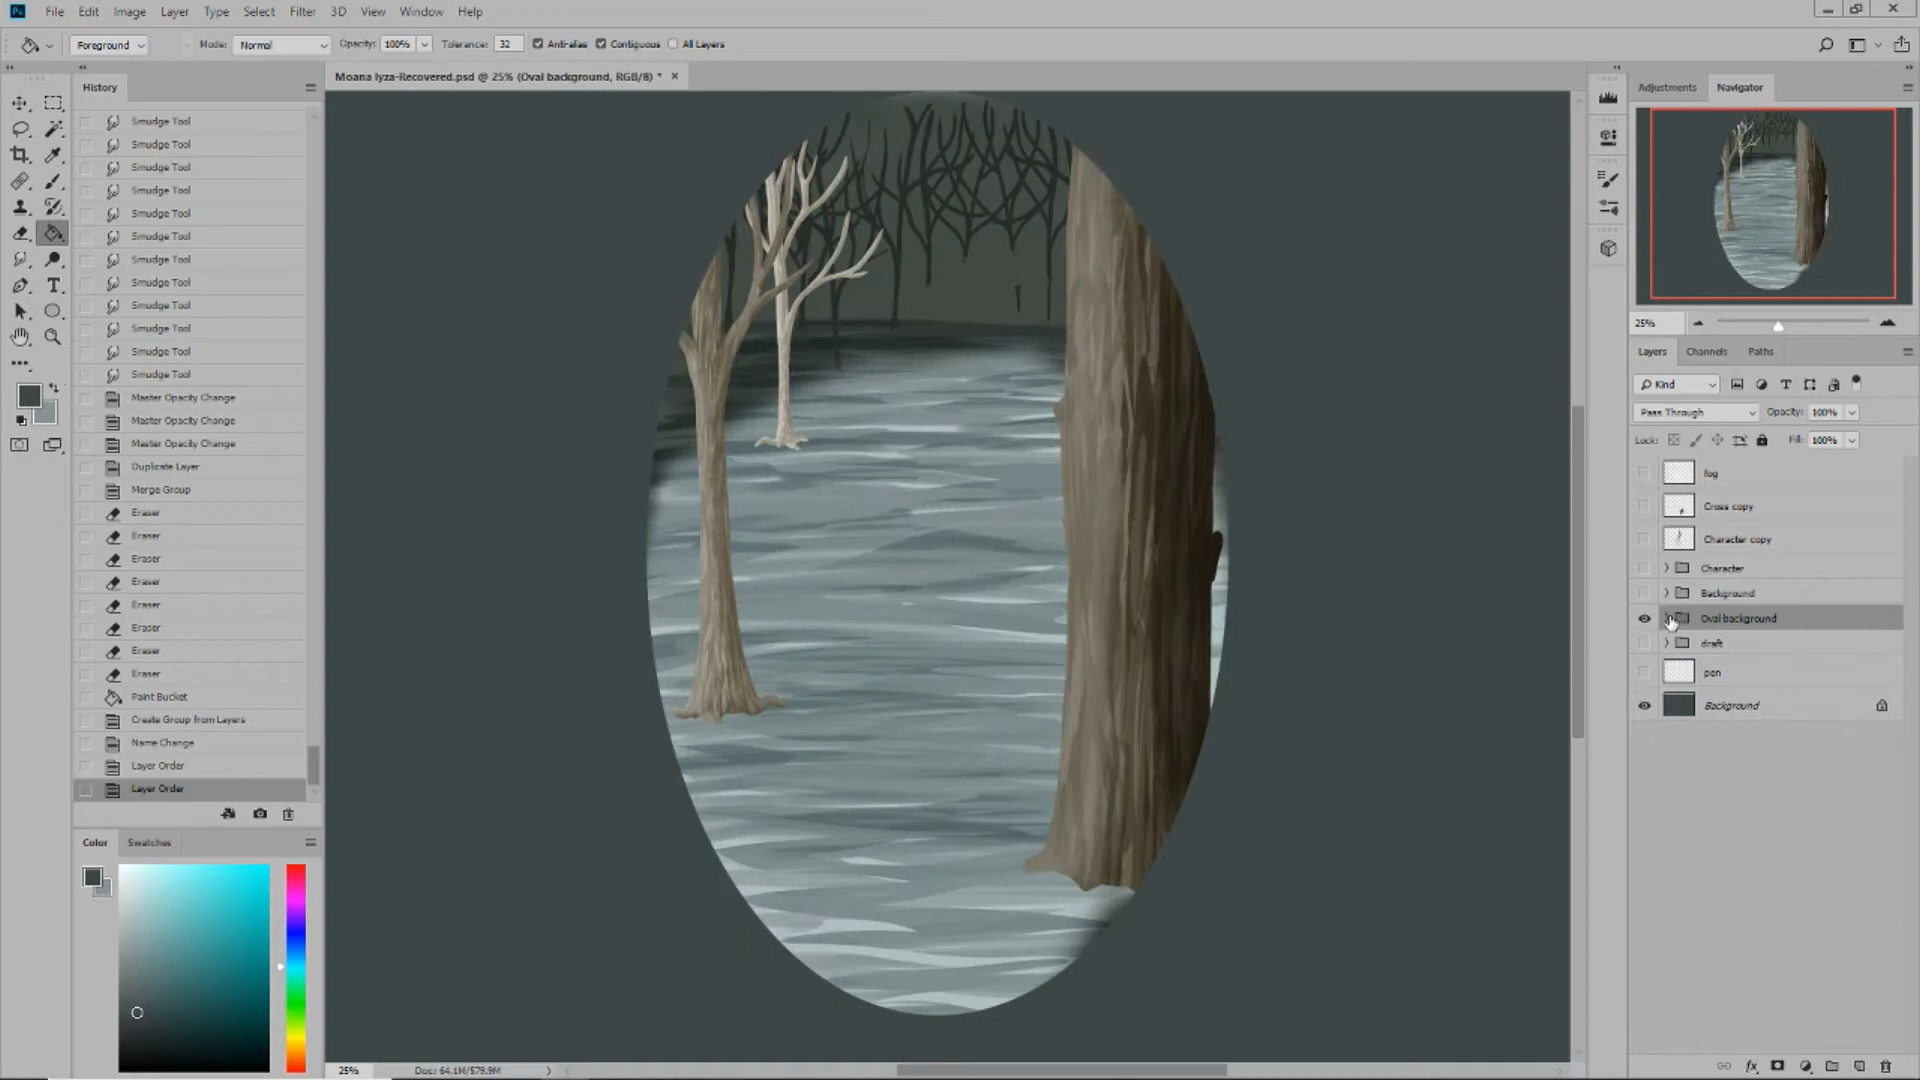 Ps File Edit Image Layer Type Select Filter 3D View Window Help
Foreground Mode: Normal Opacity: 100% Tolerance: 32 Anti-alias Contiguous All Layers
History
Moana lyza-Recovered.psd @ 25% (Oval background, RGB/8) *
Adjustments Navigator
Smudge Tool
Smudge Tool
Smudge Tool
Smudge Tool
Smudge Tool
Smudge Tool
Smudge Tool
Smudge Tool
Smudge Tool
Smudge Tool
Smudge Tool
Smudge Tool
Master Opacity Change
Master Opacity Change
Master Opacity Change
Duplicate Layer
Merge Group
Eraser
Eraser
Eraser
Eraser
Eraser
Eraser
Eraser
Eraser
Paint Bucket
Create Group from Layers
Name Change
Layer Order
Layer Order
Color Swatches
25% Doc: 64.1M/579.9M
25%
Layers Channels Paths
Kind
Pass Through Opacity: 100%
Lock: Fill: 100%
fog
Cross copy
Character copy
Character
Background
Oval background
draft
pen
Background
fx